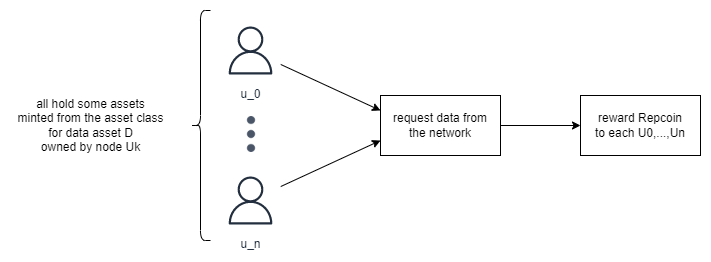 all hold some assets
minted from the asset class
for data asset D
owned by node Uk
u_0
u_n
request data from
the network
reward Repcoin
to each U0,...,Un